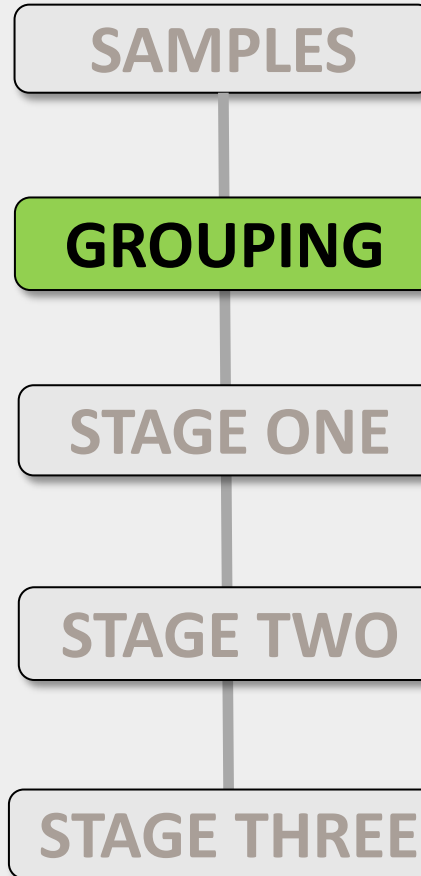 SAMPLES
GROUPING
STAGE ONE
STAGE TWO
STAGE THREE